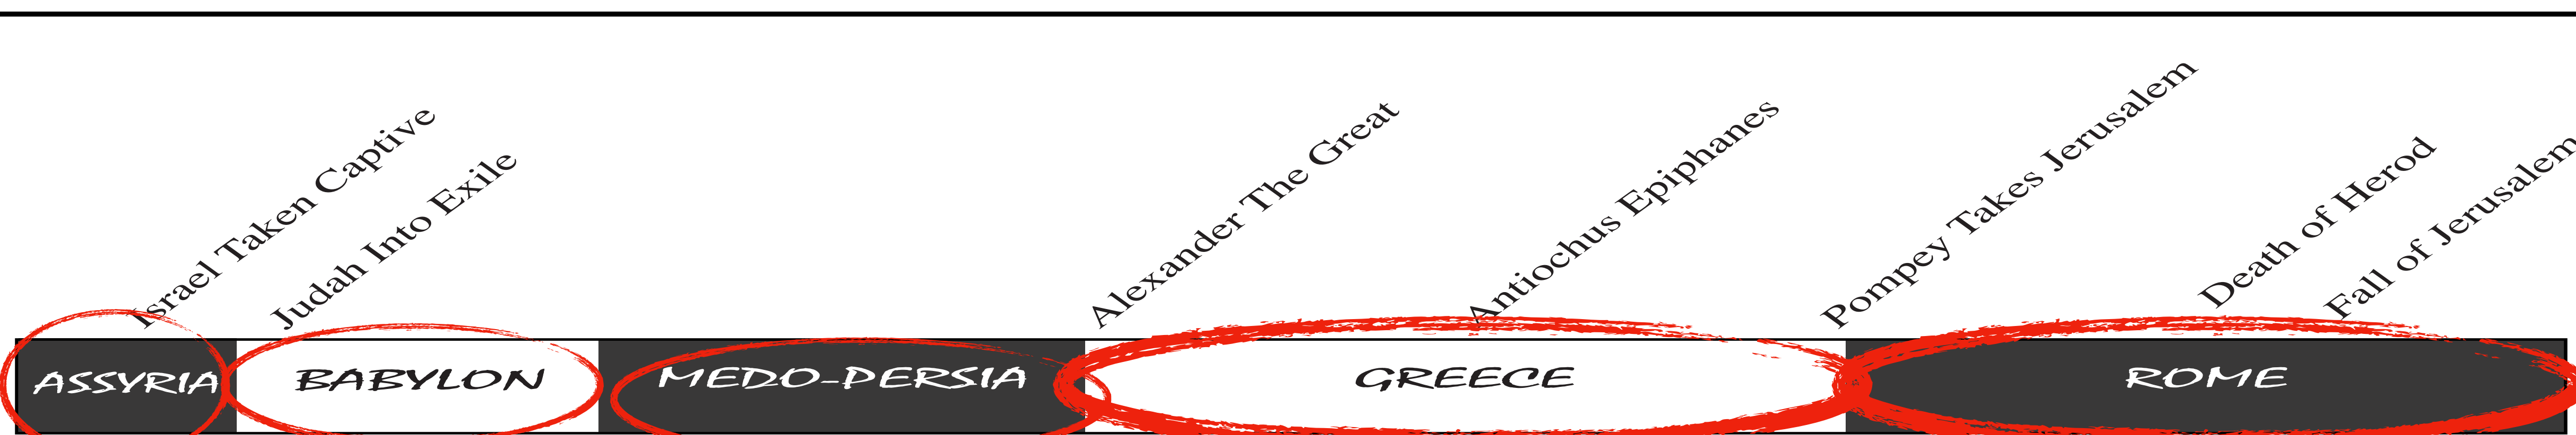 Israel Taken Captive
Judah Into Exile
Alexander The Great
Antiochus Epiphanes
Pompey Takes Jerusalem
Death of Herod
Fall of Jerusalem
ASSYRIA
BABYLON
MEDO-PERSIA
GREECE
ROME